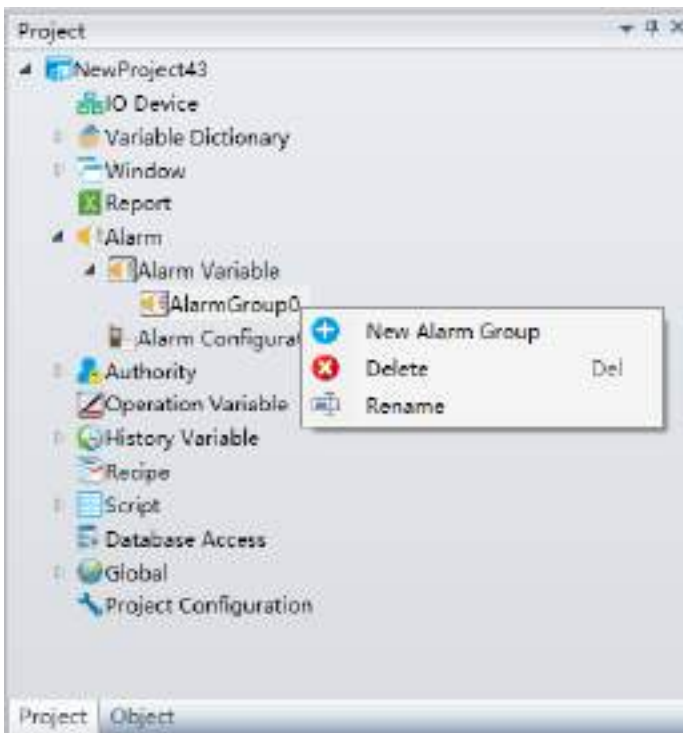 Project
NewProject43
IO Device
Variable Dictionary
Window
Report
Alarm
Alarm Variable
AlarmGroup0
New Alarm Group
Alarm Configurat
Delete Del
Authority
Rename
Operation Variable
History Variable
Recipe
Script
Database Access
Global
Project Configuration
Project Object